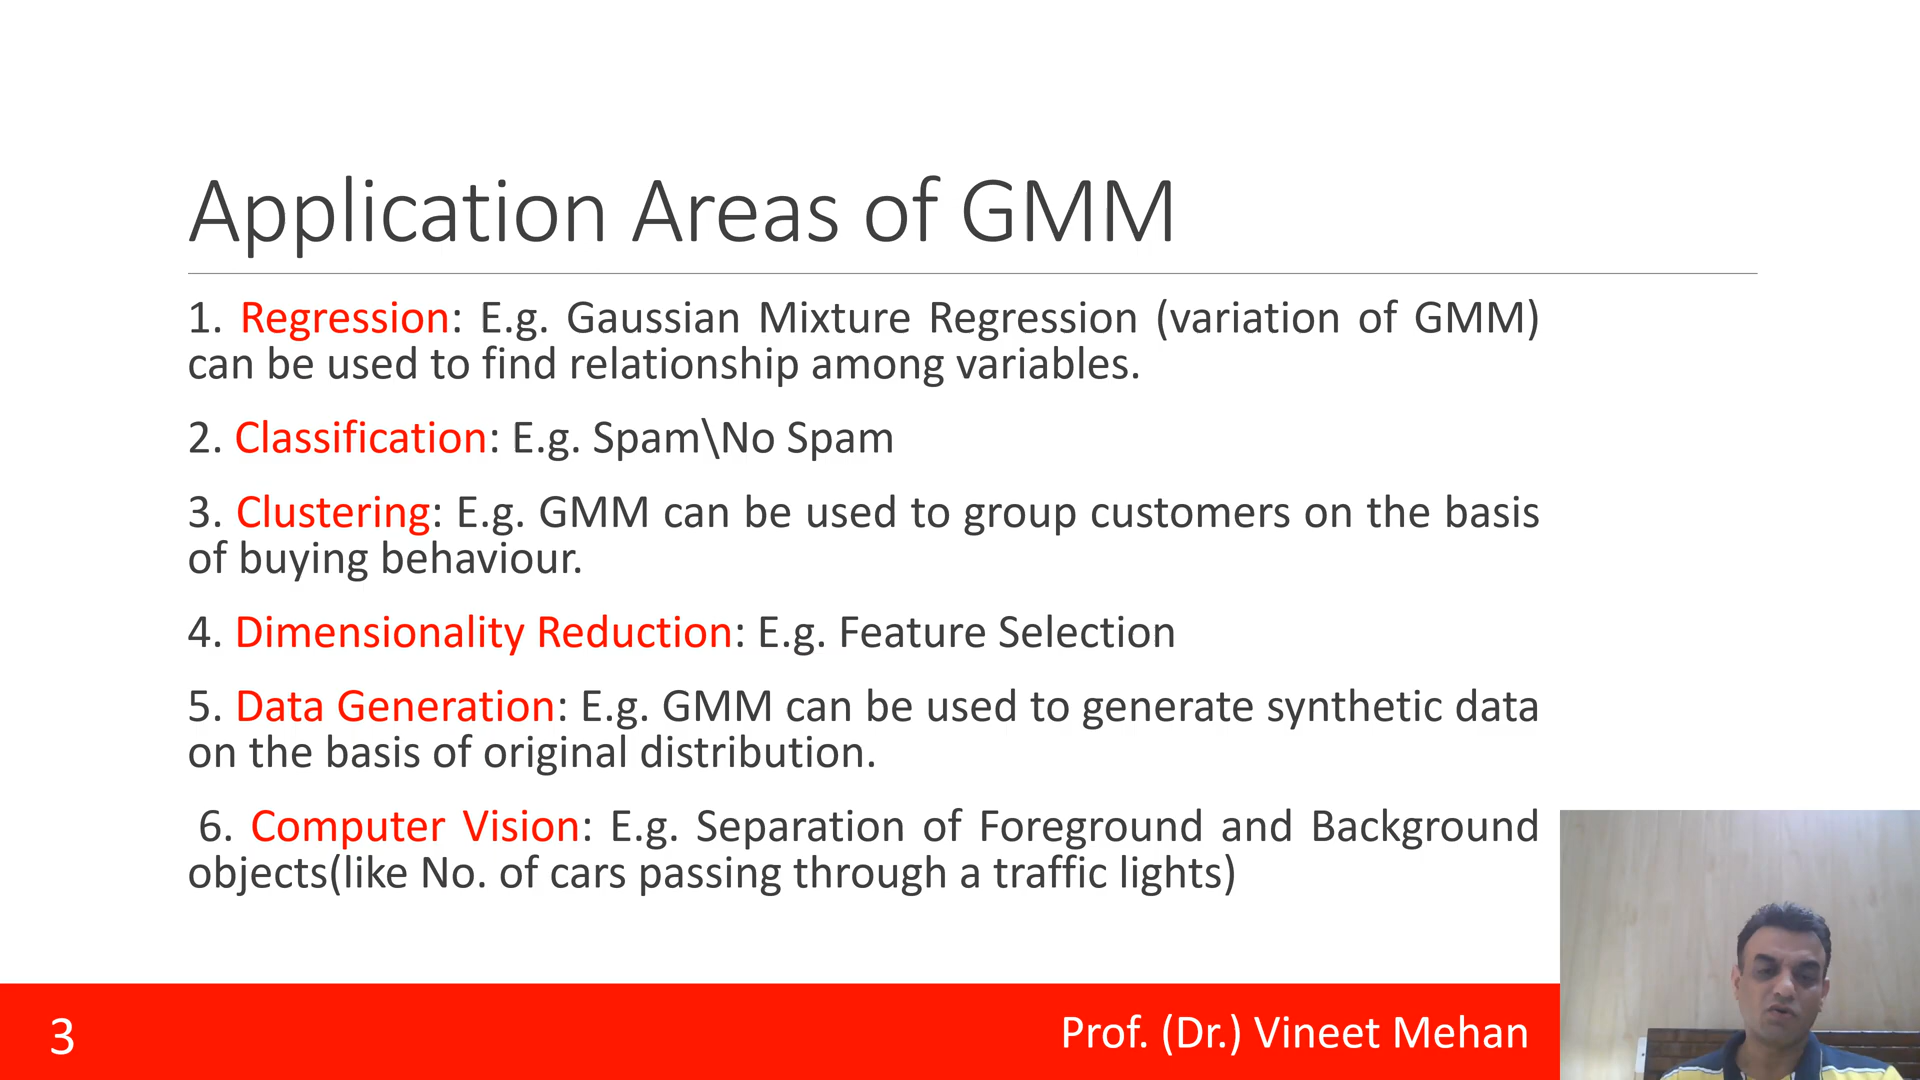 Application Areas of GMM
1. Regression: E.g. Gaussian Mixture Regression (variation of GMM)
can be used to find relationship among variables.
2. Classification: E.g. Spam\No Spam
3. Clustering: E.g. GMM can be used to group customers on the basis
of buying behaviour.
4. Dimensionality Reduction: E.g. Feature Selection
5. Data Generation: E.g. GMM can be used to generate synthetic data
on the basis of original distribution.
6. Computer Vision: E.g. Separation of Foreground and Background
objects(like No. of cars passing through a traffic lights)
3
Prof. (Dr.) Vineet Mehan